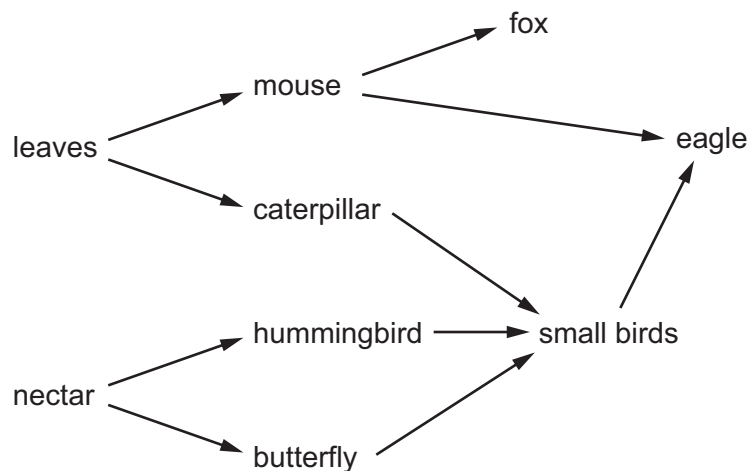 fox
mouse
eagle
leaves
caterpillar
hummingbird
small birds
nectar
butterfly